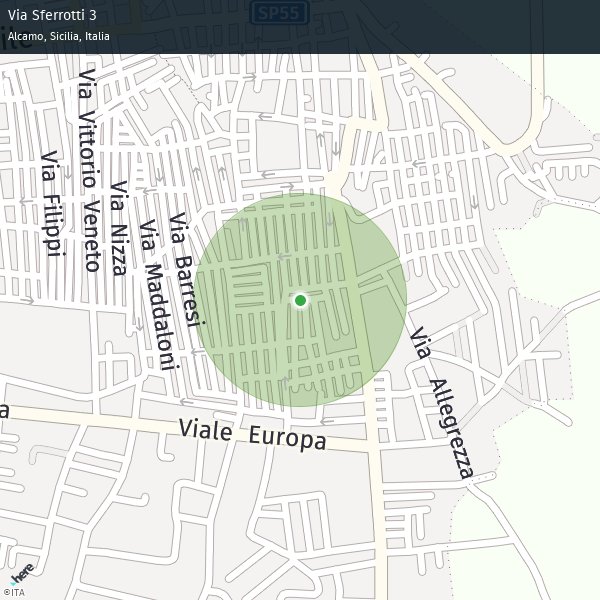 Via Sferrotti 3
Alcamo, Sicilia, Italia
SP55
Via Vittorio Veneto
Via Filippi
Via Nizza
Via Maddaloni
Via Barresi
Via Allegrezza
Viale Europa
here
©ITA